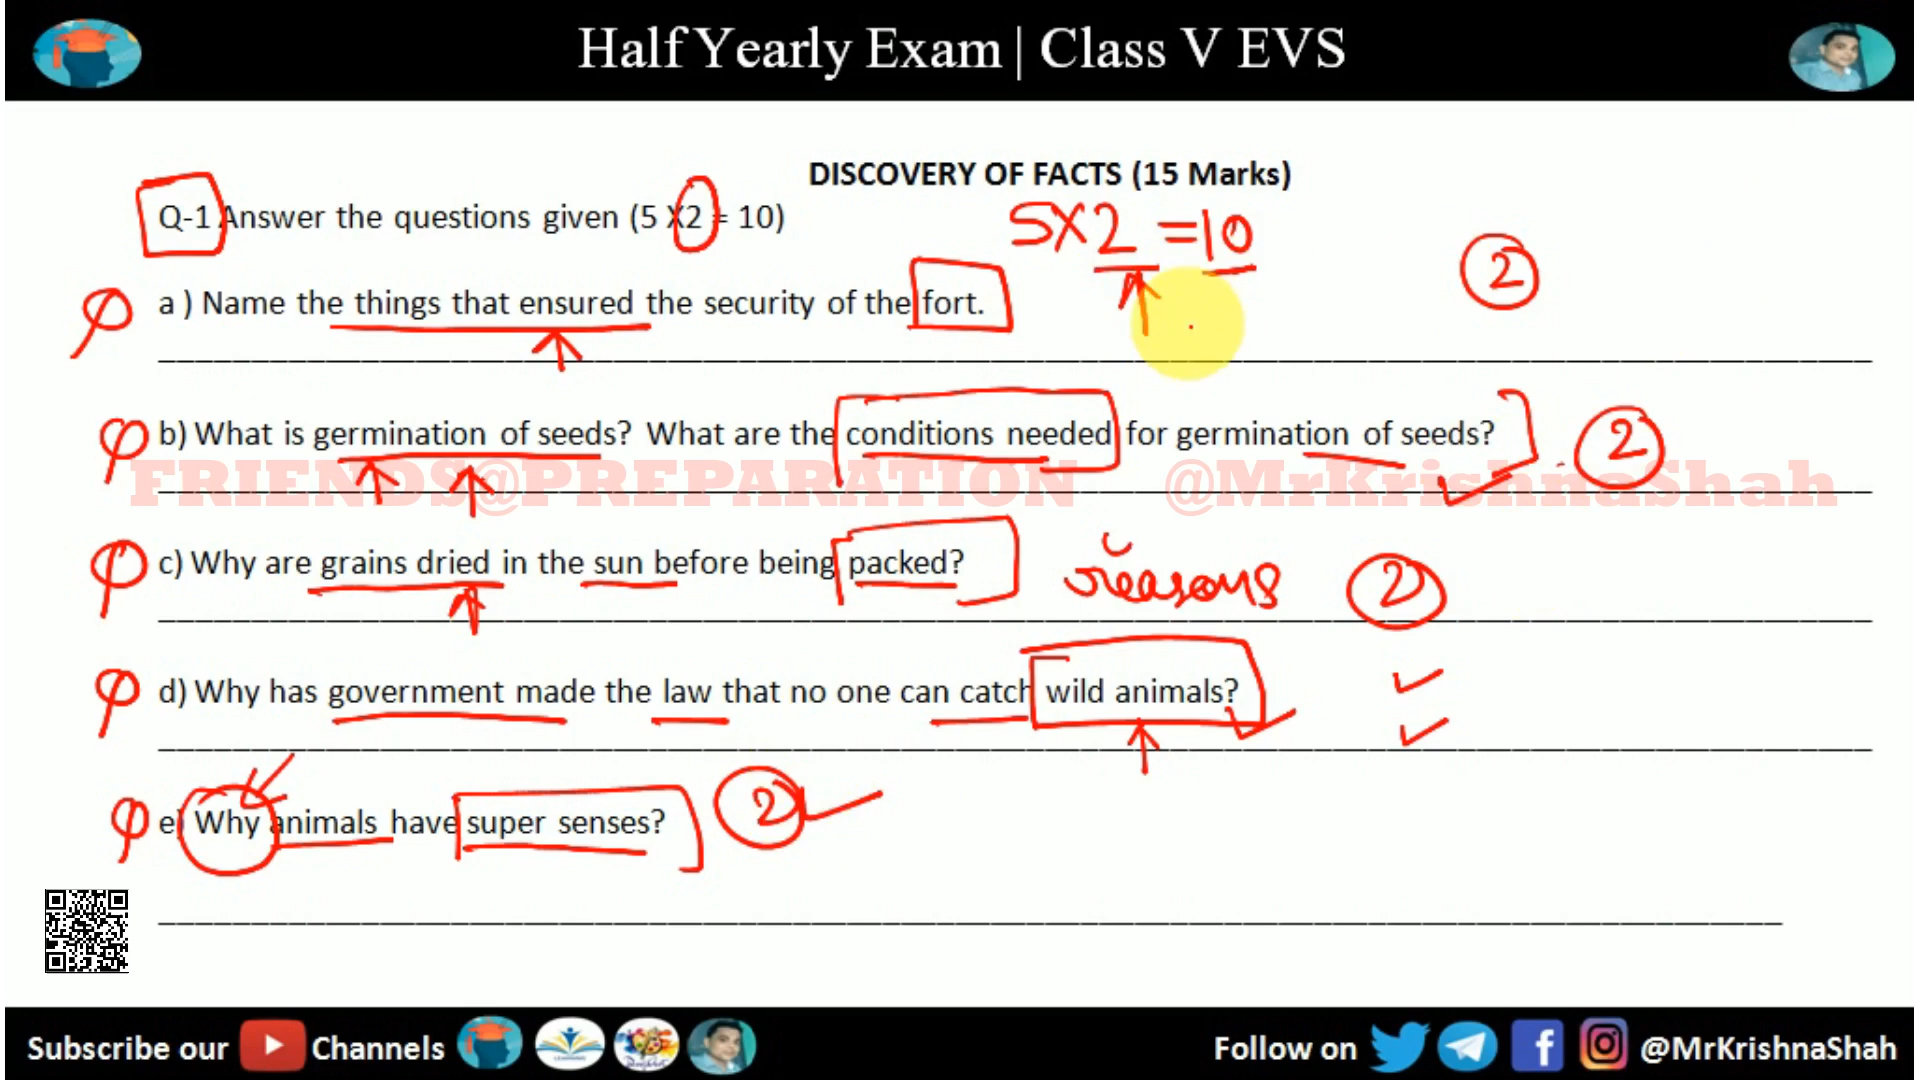 Half Yearly Exam | Class V EVS
DISCOVERY OF FACTS (15 Marks)
Q-1 Answer the questions given (5 X2 = 10)
5X2 =10
2
a ) Name the things that ensured the security of the fort.
b) What is germination of seeds? What are the conditions needed for germination of seeds?
2
FRIENDS@PREPARATION @MrKrishnaShah
c) Why are grains dried in the sun before being packed?
reasons 2
d) Why has government made the law that no one can catch wild animals?
e) Why animals have super senses?
2
Subscribe our Channels
Follow on @MrKrishnaShah